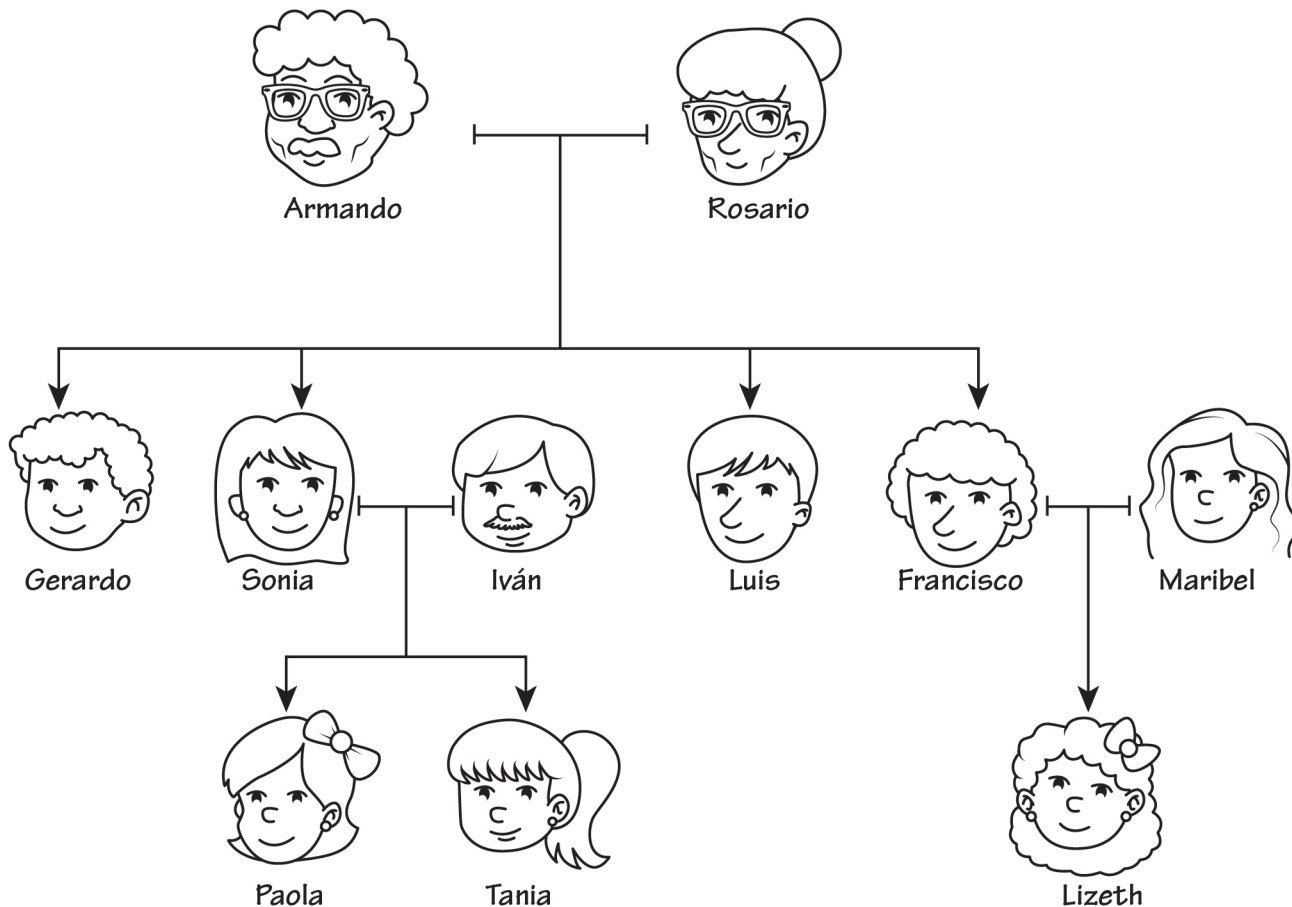 Armando
Rosario
Gerardo
Sonia
Iván
Luis
Francisco
Maribel
Paola
Tania
Lizeth